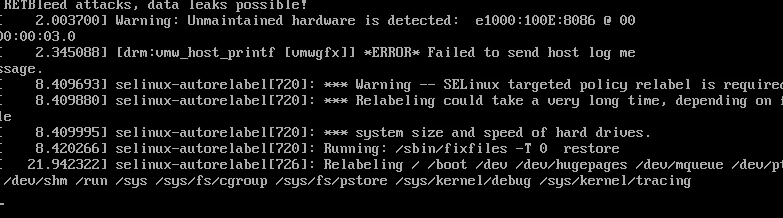 RETBleed attacks, data leaks possible!
[    2.003700] Warning: Unmaintained hardware is detected:  e1000:100E:8086 @ 00
00:00:03.0
[    2.345088] [drm:vmw_host_printf [vmwgfx]] *ERROR* Failed to send host log me
ssage.
[    8.409693] selinux-autorelabel[720]: *** Warning -- SELinux targeted policy relabel is required
[    8.409880] selinux-autorelabel[720]: *** Relabeling could take a very long time, depending on f
le
[    8.409995] selinux-autorelabel[720]: *** system size and speed of hard drives.
[    8.420266] selinux-autorelabel[720]: Running: /sbin/fixfiles -T 0  restore
[   21.942322] selinux-autorelabel[726]: Relabeling / /boot /dev /dev/hugepages /dev/mqueue /dev/pt
/dev/shm /run /sys /sys/fs/cgroup /sys/fs/pstore /sys/kernel/debug /sys/kernel/tracing